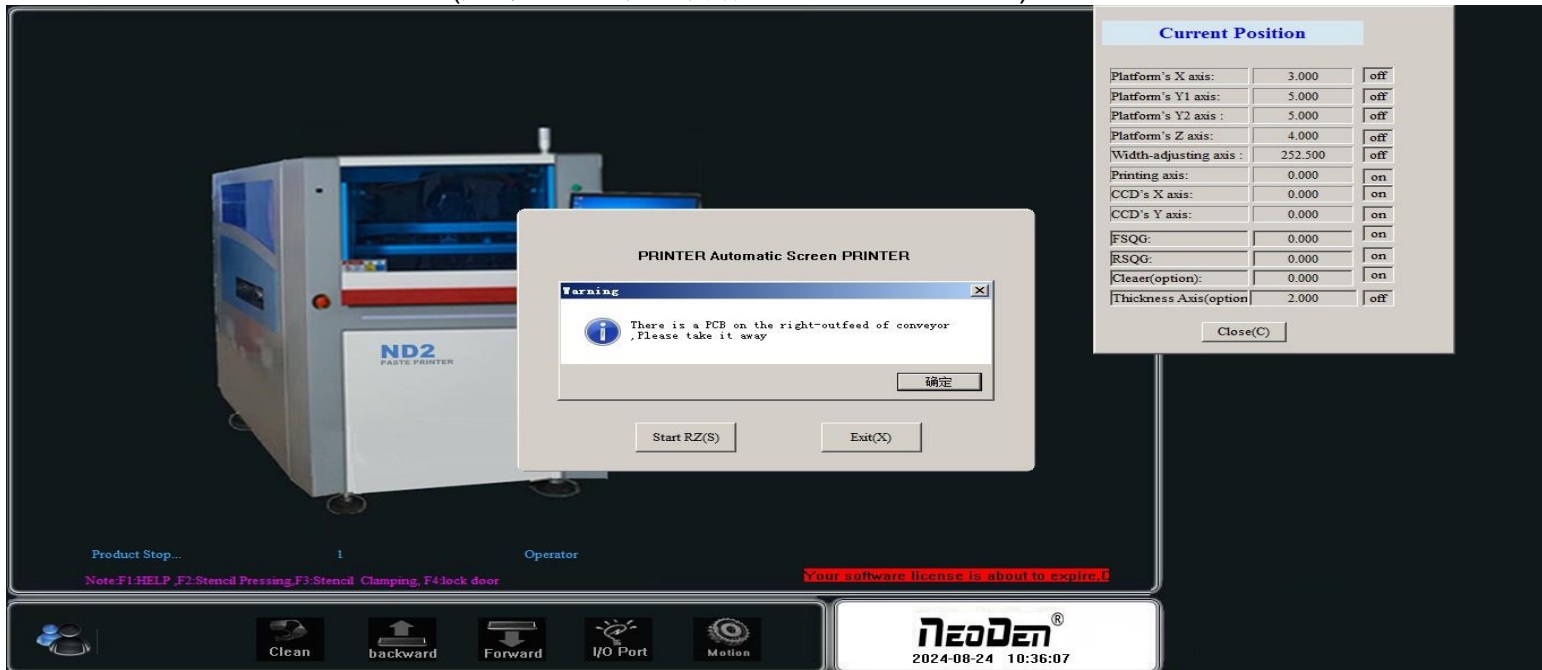 Current Position
Platform's X axis: 3.000 off
Platform's Y1 axis: 5.000 off
Platform's Y2 axis : 5.000 off
Platform's Z axis: 4.000 off
Width-adjusting axis : 252.500 off
Printing axis: 0.000 on
CCD's X axis: 0.000 on
CCD's Y axis: 0.000 on
FSQG: 0.000 on
RSQG: 0.000 on
Cleaer(option): 0.000 on
Thickness Axis(option 2.000 off
Close(C)
PRINTER Automatic Screen PRINTER
Warning
There is a PCB on the right-outfeed of conveyor
,Please take it away
确定
Start RZ(S) Exit(X)
ND2
PASTE PRINTER
Product Stop... 1 Operator
Note:F1:HELP ,F2:Stencil Pressing,F3:Stencil Clamping, F4:lock door
Your software license is about to expire,
Clean backward Forward I/O Port Motion
NEODEN®
2024-08-24 10:36:07